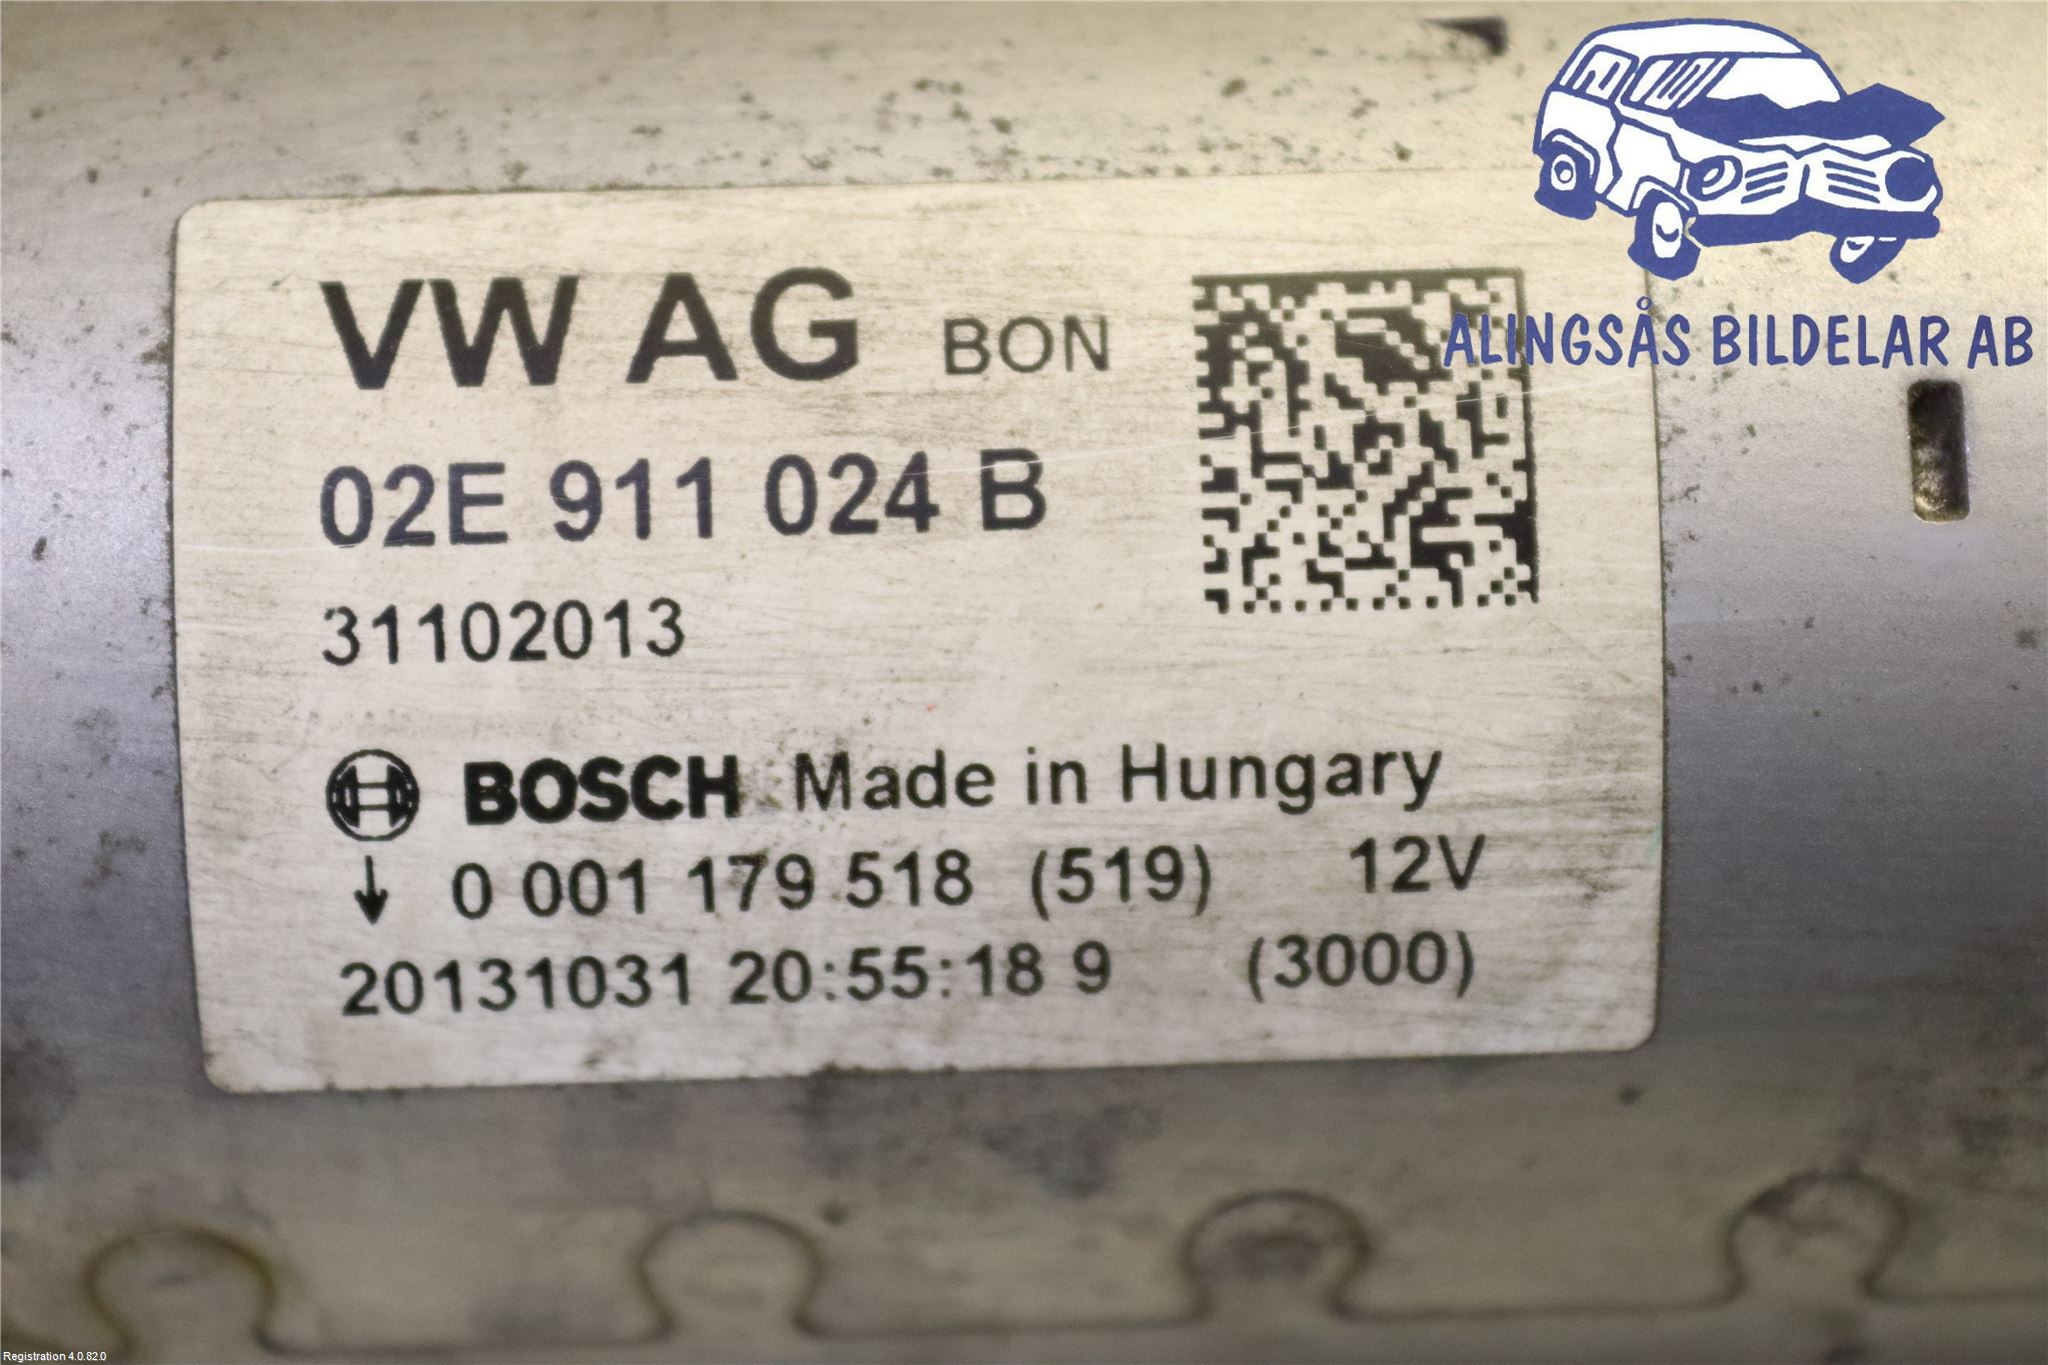 VW AG BON
ALINGSÅS BILDELAR AB
02E 911 024 B
31102013
BOSCH Made in Hungary
0 001 179 518 (519) 12V
20131031 20:55:18 9 (3000)
Registration 4.0.82.0